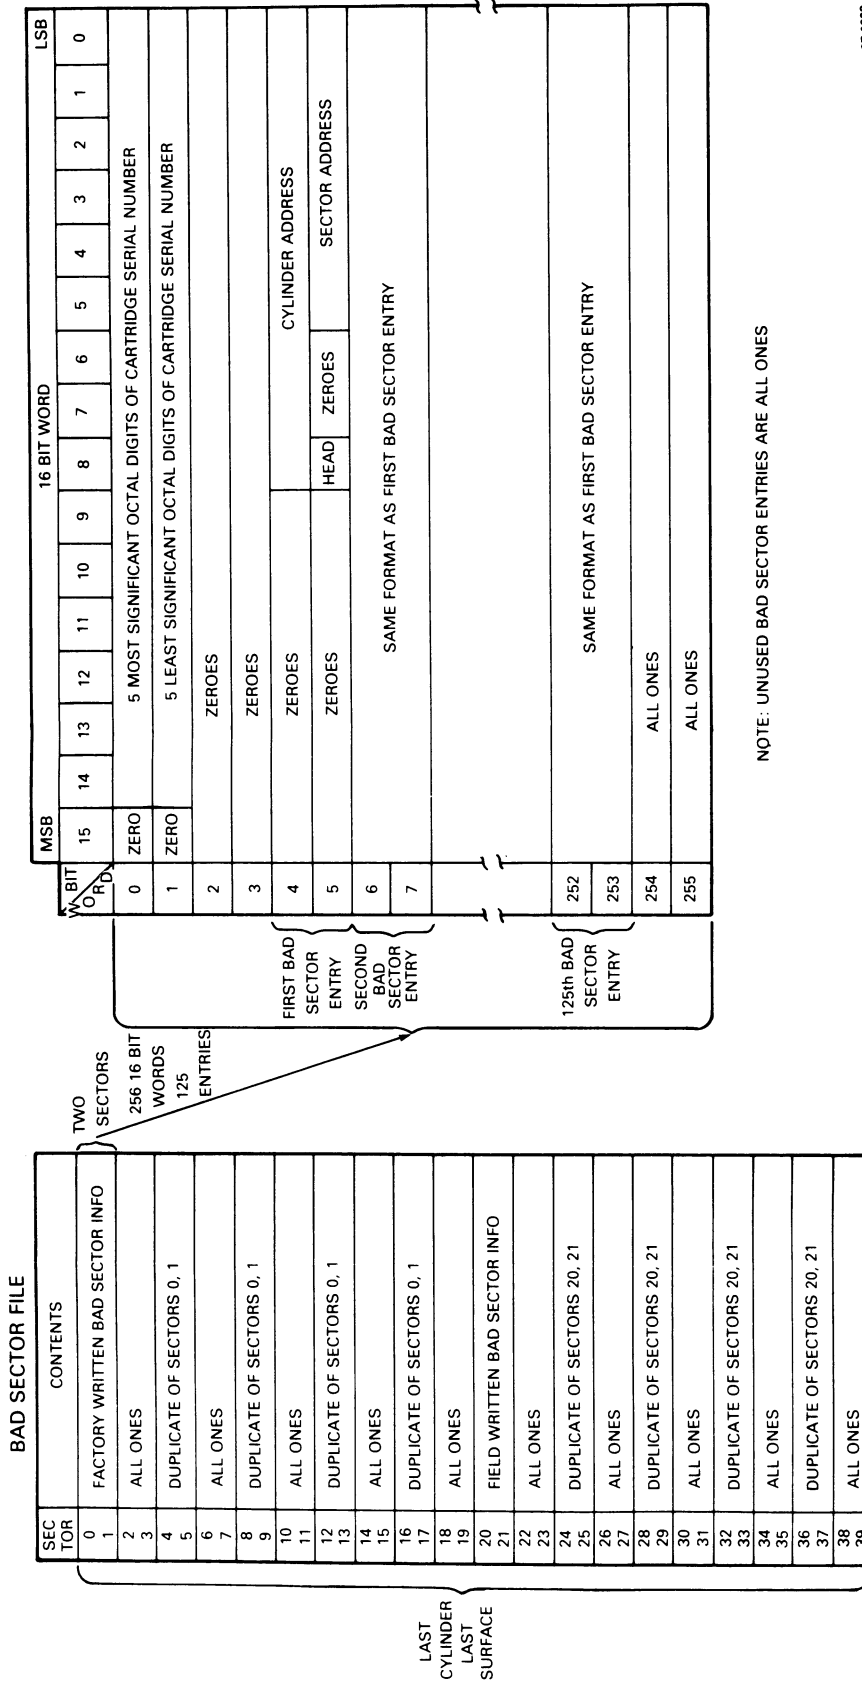 BAD SECTOR FILE
SEC TOR CONTENTS
0 1 FACTORY WRITTEN BAD SECTOR INFO
2 3 ALL ONES
4 5 DUPLICATE OF SECTORS 0, 1
6 7 ALL ONES
8 9 DUPLICATE OF SECTORS 0, 1
10 11 ALL ONES
12 13 DUPLICATE OF SECTORS 0, 1
14 15 ALL ONES
16 17 DUPLICATE OF SECTORS 0, 1
18 19 ALL ONES
20 21 FIELD WRITTEN BAD SECTOR INFO
22 23 ALL ONES
24 25 DUPLICATE OF SECTORS 20, 21
26 27 ALL ONES
28 29 DUPLICATE OF SECTORS 20, 21
30 31 ALL ONES
32 33 DUPLICATE OF SECTORS 20, 21
34 35 ALL ONES
36 37 DUPLICATE OF SECTORS 20, 21
38 39 ALL ONES
LAST
CYLINDER
LAST
SURFACE
TWO
SECTORS
256 16 BIT
WORDS
125
ENTRIES
MSB 16 BIT WORD LSB
BIT WORD 15 14 13 12 11 10 9 8 7 6 5 4 3 2 1 0
0 ZERO 5 MOST SIGNIFICANT OCTAL DIGITS OF CARTRIDGE SERIAL NUMBER
1 ZERO 5 LEAST SIGNIFICANT OCTAL DIGITS OF CARTRIDGE SERIAL NUMBER
2 ZEROES
3 ZEROES
4 ZEROES CYLINDER ADDRESS
5 ZEROES HEAD ZEROES SECTOR ADDRESS
6 7 SAME FORMAT AS FIRST BAD SECTOR ENTRY
252 253 SAME FORMAT AS FIRST BAD SECTOR ENTRY
254 ALL ONES
255 ALL ONES
FIRST BAD
SECTOR
ENTRY
SECOND
BAD
SECTOR
ENTRY
125th BAD
SECTOR
ENTRY
NOTE: UNUSED BAD SECTOR ENTRIES ARE ALL ONES